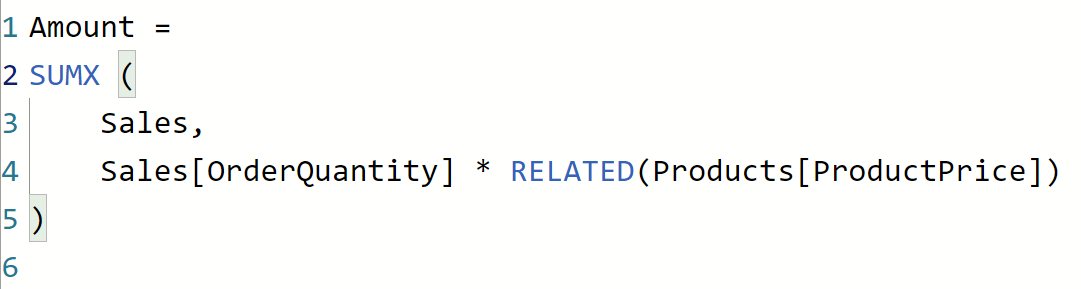 1 Amount =
2 SUMX (
3     Sales,
4     Sales[OrderQuantity] * RELATED(Products[ProductPrice])
5 )
6